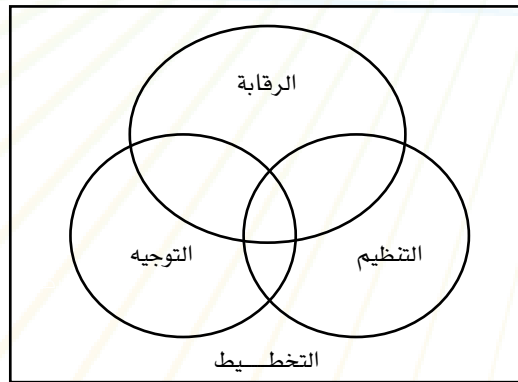 الرقابة
التنظيم
التوجيه
التخطـــيط